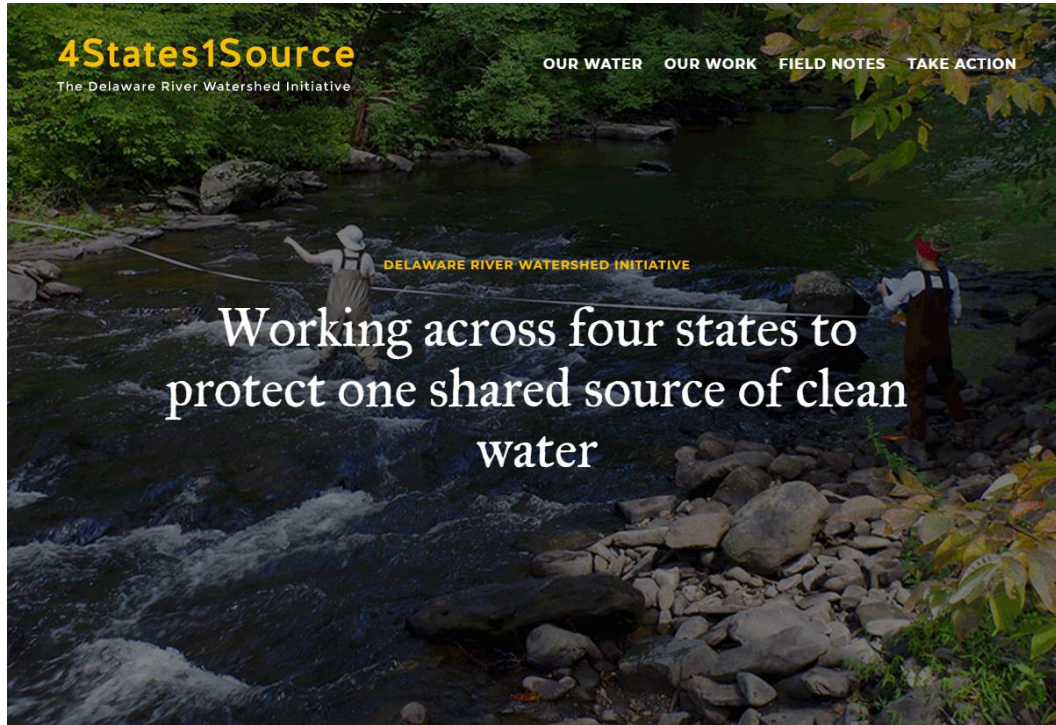 4States1Source
The Delaware River Watershed Initiative
OUR WATER OUR WORK FIELD NOTES TAKE ACTION
DELAWARE RIVER WATERSHED INITIATIVE
Working across four states to
protect one shared source of clean
water